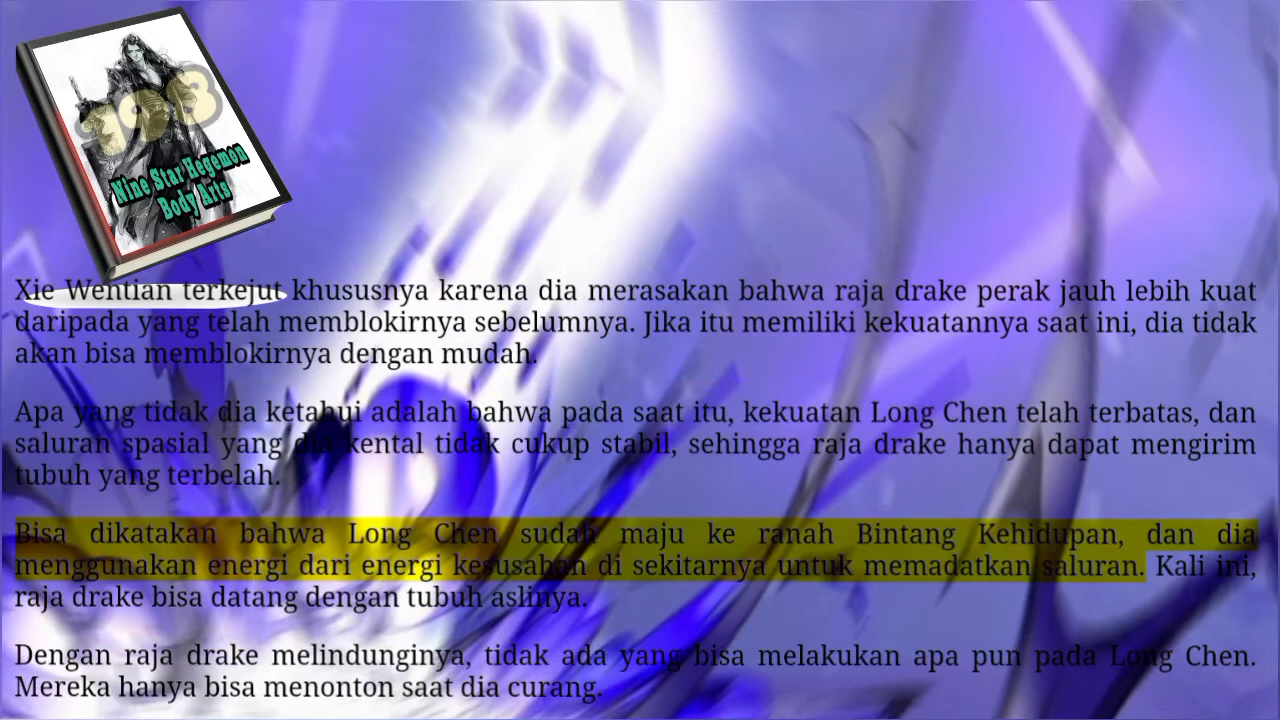 198
Nine Star Hegemon
Body Arts
Xie Wentian terkejut khususnya karena dia merasakan bahwa raja drake perak jauh lebih kuat
daripada yang telah memblokirnya sebelumnya. Jika itu memiliki kekuatannya saat ini, dia tidak
akan bisa memblokirnya dengan mudah.
Apa yang tidak dia ketahui adalah bahwa pada saat itu, kekuatan Long Chen telah terbatas, dan
saluran spasial yang dia kental tidak cukup stabil, sehingga raja drake hanya dapat mengirim
tubuh yang terbelah.
Bisa dikatakan bahwa Long Chen sudah maju ke ranah Bintang Kehidupan, dan dia
menggunakan energi dari energi kesusahan di sekitarnya untuk memadatkan saluran. Kali ini,
raja drake bisa datang dengan tubuh aslinya.
Dengan raja drake melindunginya, tidak ada yang bisa melakukan apa pun pada Long Chen.
Mereka hanya bisa menonton saat dia curang.